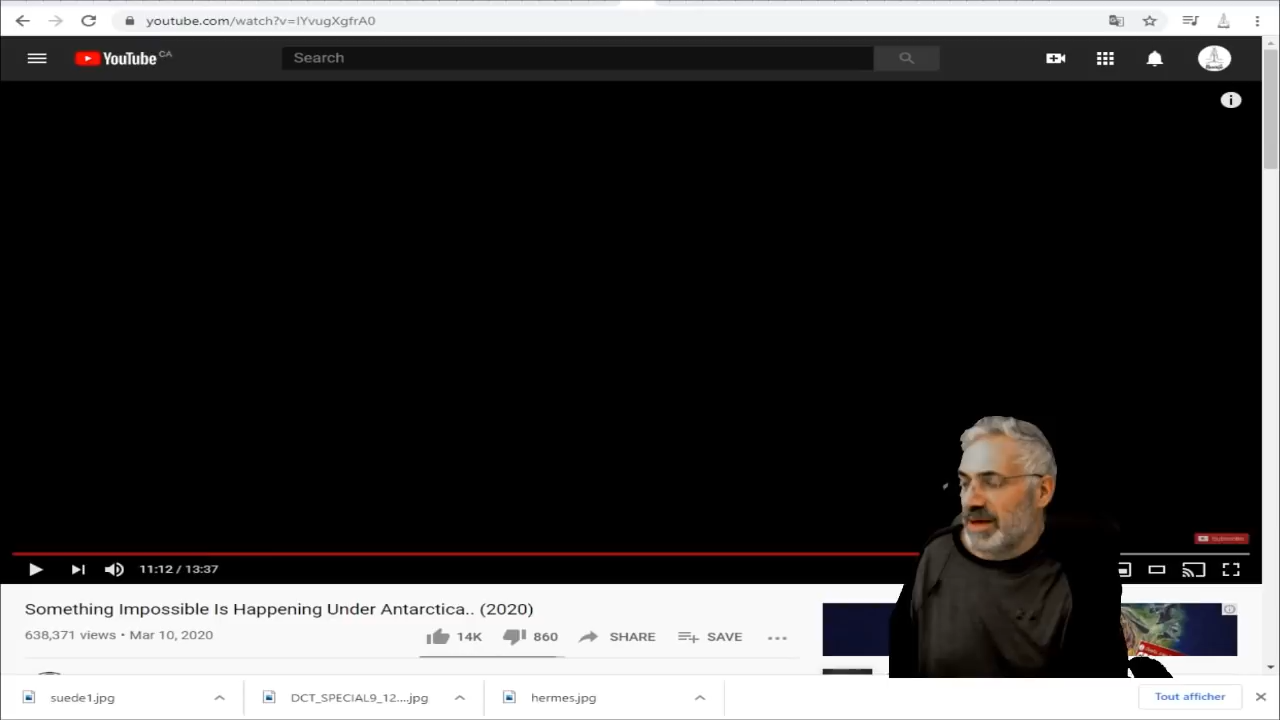 youtube.com/watch?v=IYvugXgfrA0
YouTube CA
Search
11:12 / 13:37
Something Impossible Is Happening Under Antarctica.. (2020)
638,371 views • Mar 10, 2020
14K 860 SHARE SAVE
suede1.jpg
DCT_SPECIAL9_12....jpg
hermes.jpg
Tout afficher